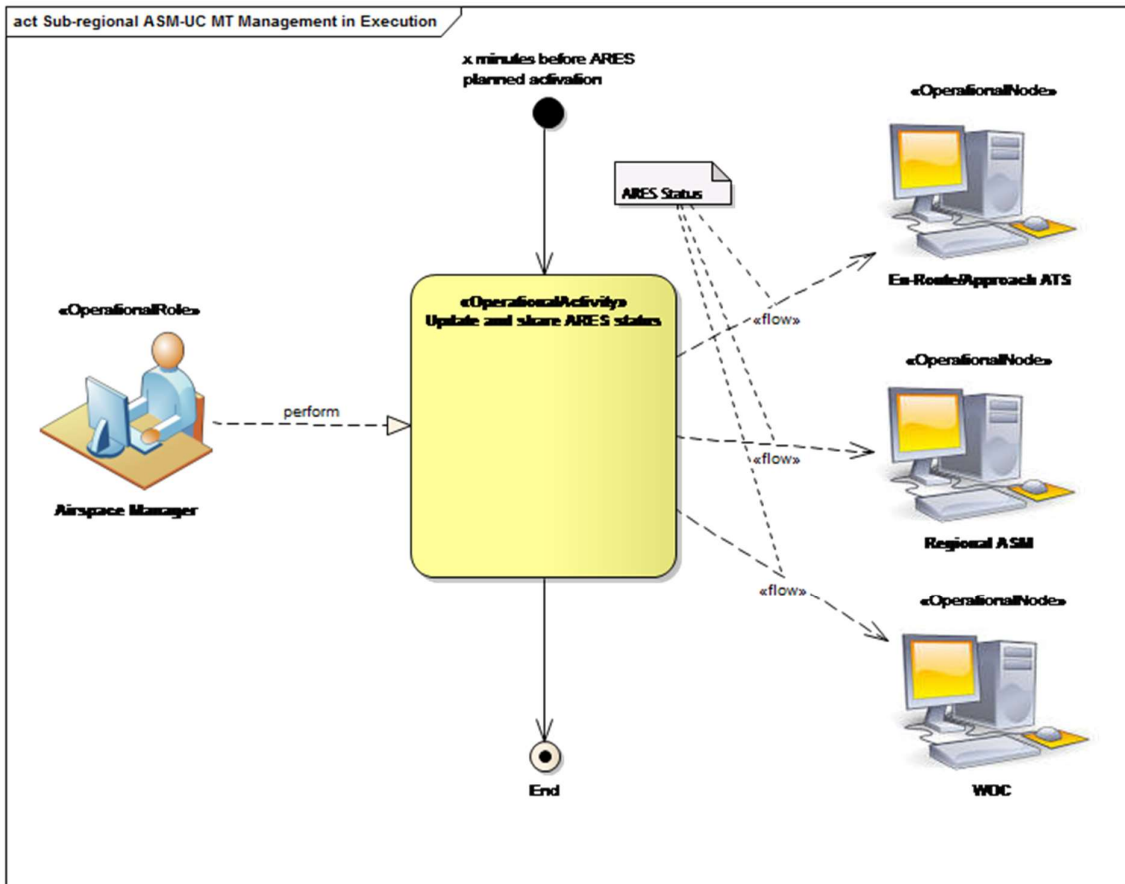 act Sub-regional ASM-UC MT Management in Execution
x minutes before ARES
planned activation
«OperationalNode»
ARES Status
En-Route/Approach ATS
«OperationalActivity»
Update and share ARES status
«flow»
«OperationalRole»
«OperationalNode»
perform
«flow»
Airspace Manager
Regional ASM
«flow»
«OperationalNode»
End
WOC